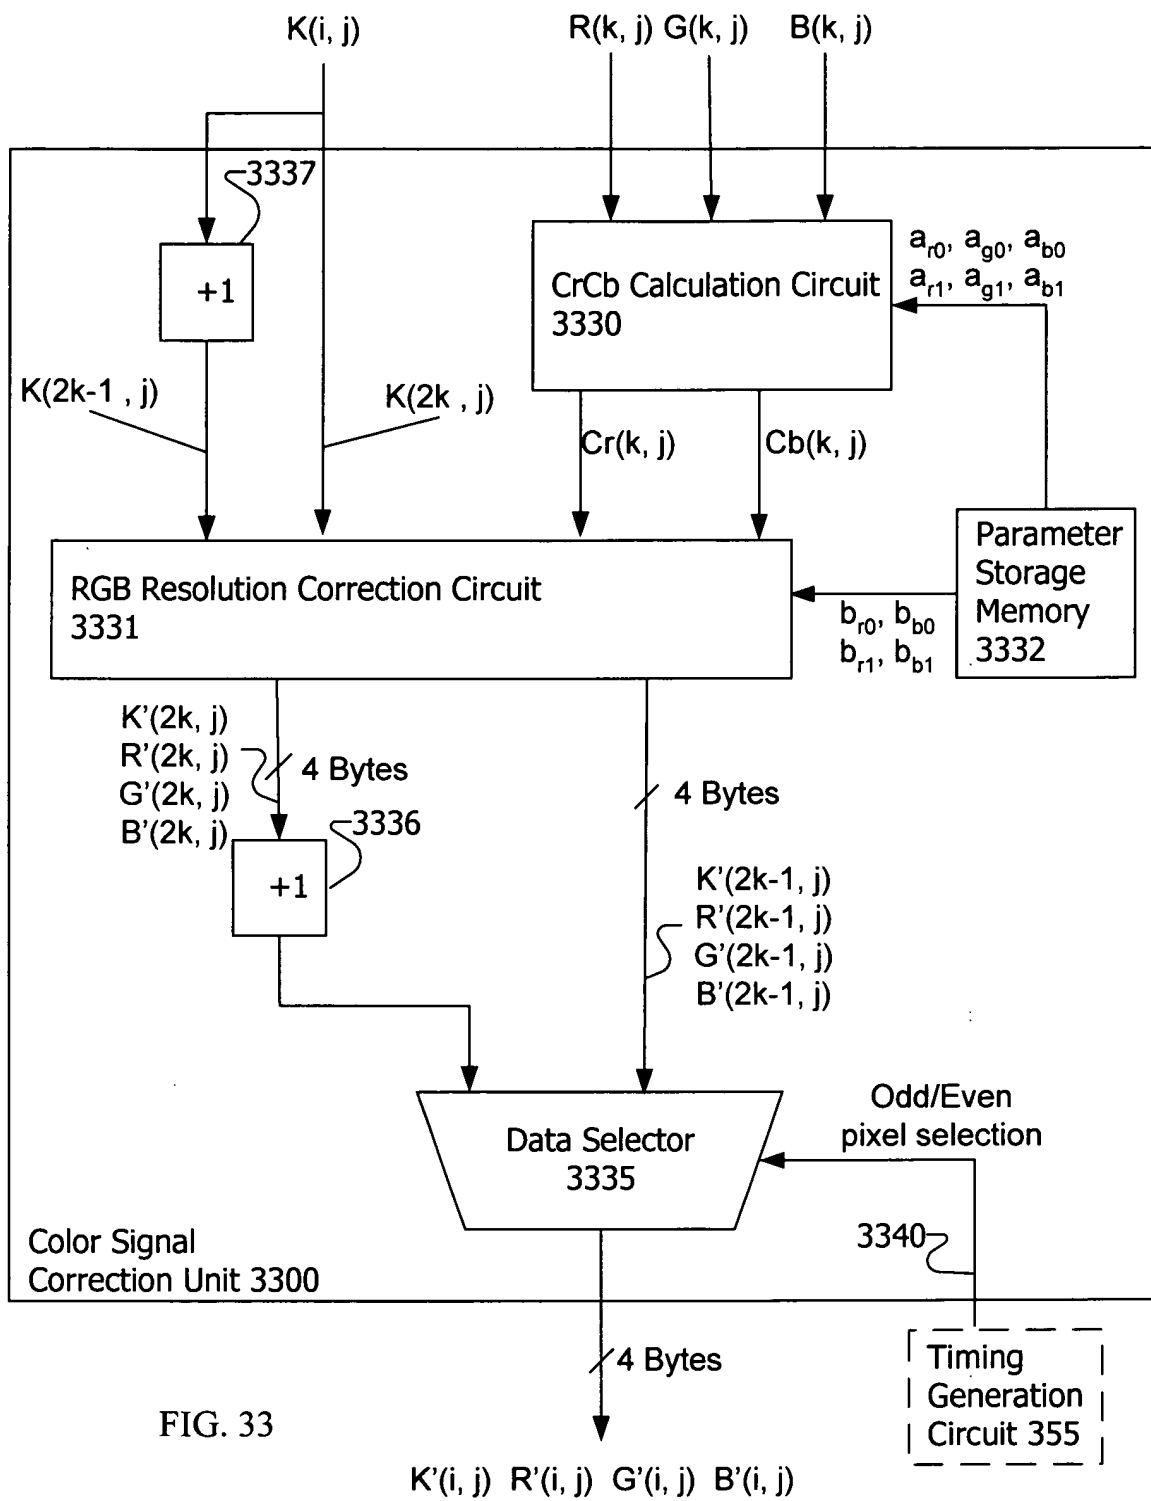 K(i, j)
R(k, j) G(k, j) B(k, j)
3337
+1
CrCb Calculation Circuit
3330
a_r0, a_g0, a_b0
a_r1, a_g1, a_b1
K(2k-1 , j)
K(2k , j)
Cr(k, j)
Cb(k, j)
RGB Resolution Correction Circuit
3331
Parameter
Storage
Memory
3332
b_r0, b_b0
b_r1, b_b1
K'(2k, j)
R'(2k, j)
G'(2k, j)
B'(2k, j)
4 Bytes
4 Bytes
3336
+1
K'(2k-1, j)
R'(2k-1, j)
G'(2k-1, j)
B'(2k-1, j)
Odd/Even
pixel selection
Data Selector
3335
3340
Color Signal
Correction Unit 3300
4 Bytes
Timing
Generation
Circuit 355
FIG. 33
K'(i, j) R'(i, j) G'(i, j) B'(i, j)